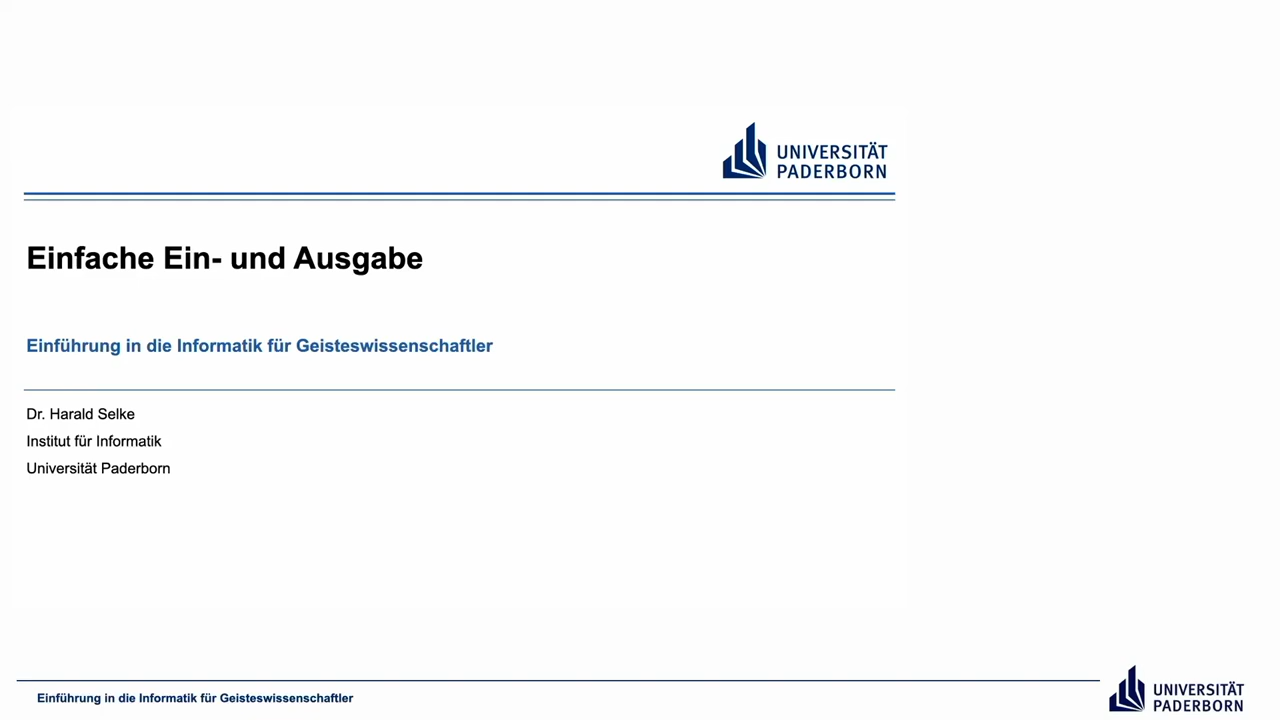 UNIVERSITÄT
PADERBORN
Einfache Ein- und Ausgabe
Einführung in die Informatik für Geisteswissenschaftler
Dr. Harald Selke
Institut für Informatik
Universität Paderborn
Einführung in die Informatik für Geisteswissenschaftler
UNIVERSITÄT
PADERBORN